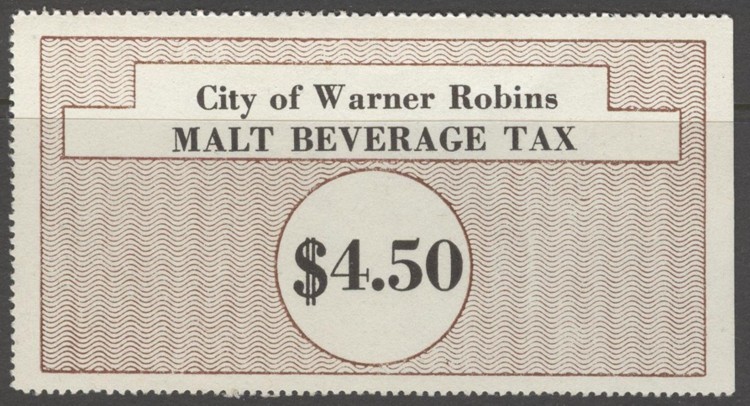 City of Warner Robins
MALT BEVERAGE TAX
$4.50